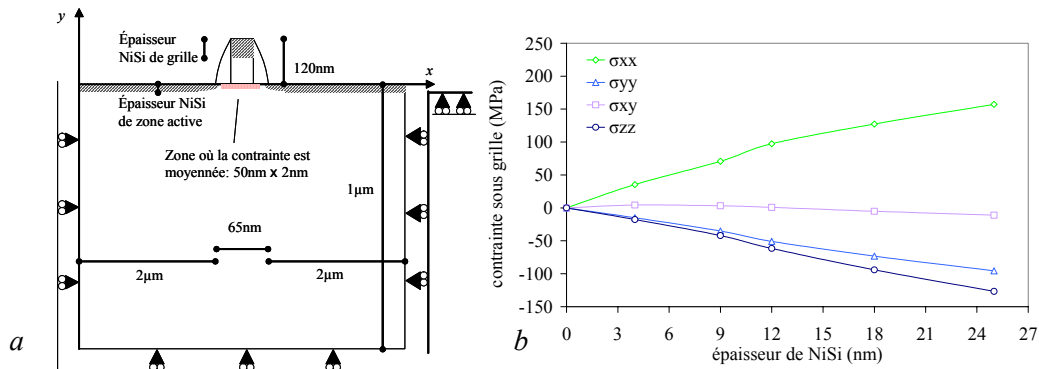 y
Épaisseur
NiSi de grille
120nm
x
Épaisseur NiSi
de zone active
Zone où la contrainte est
moyennée: 50nm x 2nm
1µm
65nm
2µm
2µm
a
contrainte sous grille (MPa)
250
200
150
100
50
0
-50
-100
-150
σxx
σyy
σxy
σzz
0
3
6
9
12
15
18
21
24
27
épaisseur de NiSi (nm)
b